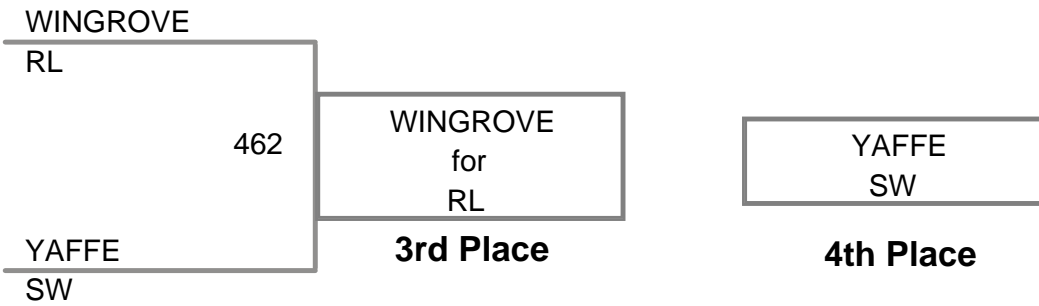 WINGROVE
RL
462
WINGROVE
for
RL
YAFFE
SW
3rd Place
YAFFE
SW
4th Place